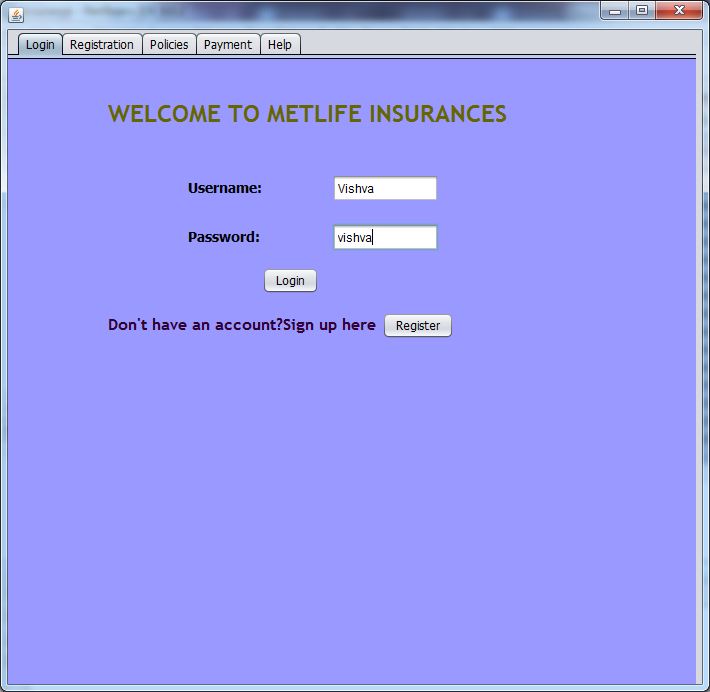 Login Registration Policies Payment Help
WELCOME TO METLIFE INSURANCES
Username: Vishva
Password: vishva
Login
Don't have an account?Sign up here Register